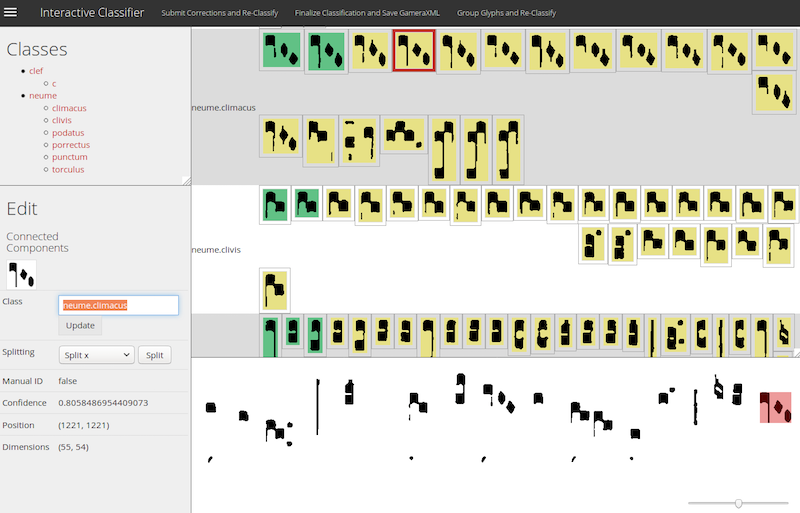 Interactive Classifier Submit Corrections and Re-Classify Finalize Classification and Save GameraXML Group Glyphs and Re-Classify
Classes
clef
c
neume
climacus
clivis
podatus
porrectus
punctum
torculus
Edit
Connected
Components
Class neume.climacus
Update
Splitting Split x Split
Manual ID false
Confidence 0.8058486954409073
Position (1221, 1221)
Dimensions (55, 54)
neume.climacus
neume.clivis